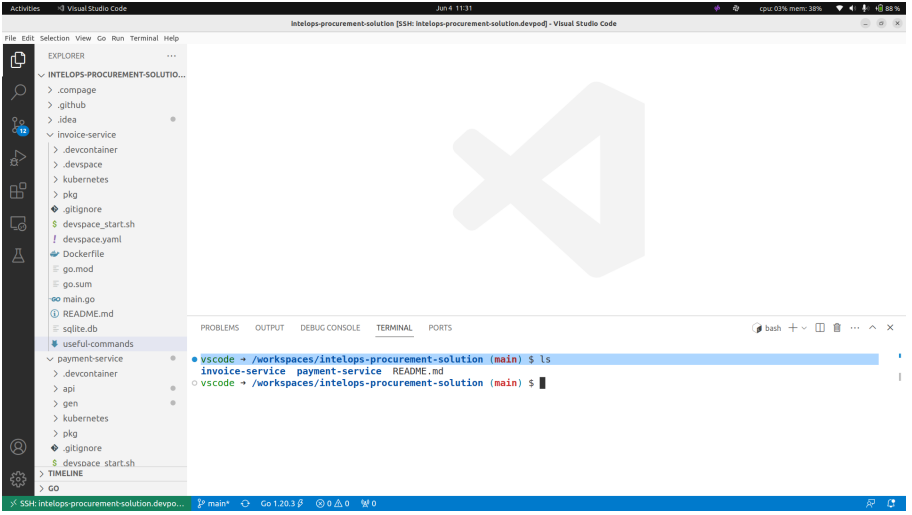 Activities
Visual Studio Code
Jun 4 11:31
cpu: 03% mem: 38%
88 %
intelops-procurement-solution [SSH: intelops-procurement-solution.devpod] - Visual Studio Code
File Edit Selection View Go Run Terminal Help
EXPLORER
INTELOPS-PROCUREMENT-SOLUTIO...
.compage
.github
.idea
12
invoice-service
.devcontainer
.devspace
kubernetes
pkg
.gitignore
$ devspace_start.sh
! devspace.yaml
Dockerfile
go.mod
go.sum
main.go
README.md
sqlite.db
useful-commands
payment-service
.devcontainer
api
gen
kubernetes
pkg
.gitignore
$ devspace start.sh
TIMELINE
GO
PROBLEMS OUTPUT DEBUG CONSOLE TERMINAL PORTS
bash
vscode → /workspaces/intelops-procurement-solution (main) $ ls
invoice-service payment-service README.md
vscode → /workspaces/intelops-procurement-solution (main) $
SSH: intelops-procurement-solution.devpo...
main*
Go 1.20.3
0 0
0